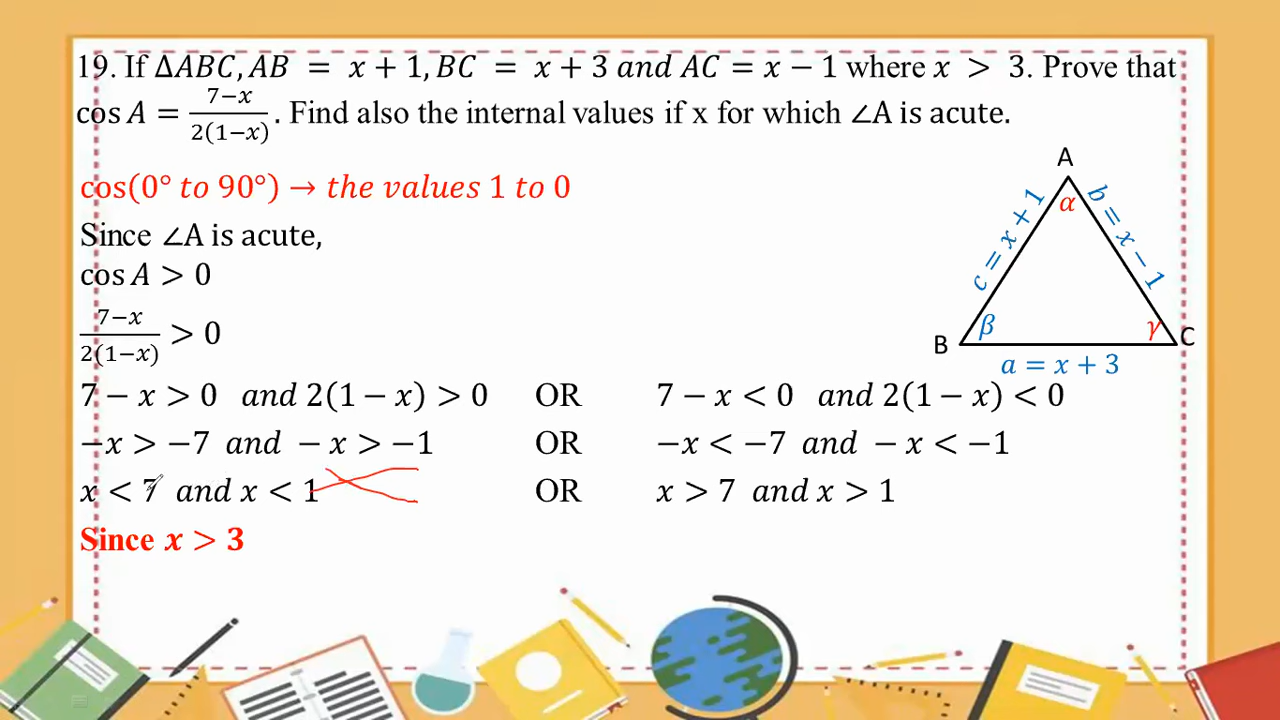 19. If ΔABC, AB = x + 1, BC = x + 3 and AC = x − 1 where x > 3. Prove that
cos A = \frac{7−x}{2(1−x)}. Find also the internal values if x for which ∠A is acute.
cos(0° to 90°) → the values 1 to 0
Since ∠A is acute,
cos A > 0
\frac{7−x}{2(1−x)} > 0
7 − x > 0 and 2(1 − x) > 0 OR 7 − x < 0 and 2(1 − x) < 0
−x > −7 and − x > −1 OR −x < −7 and − x < −1
x < 7 and x < 1 OR x > 7 and x > 1
Since x > 3
A
α
c = x + 1
b = x − 1
B
β
γ
C
a = x + 3